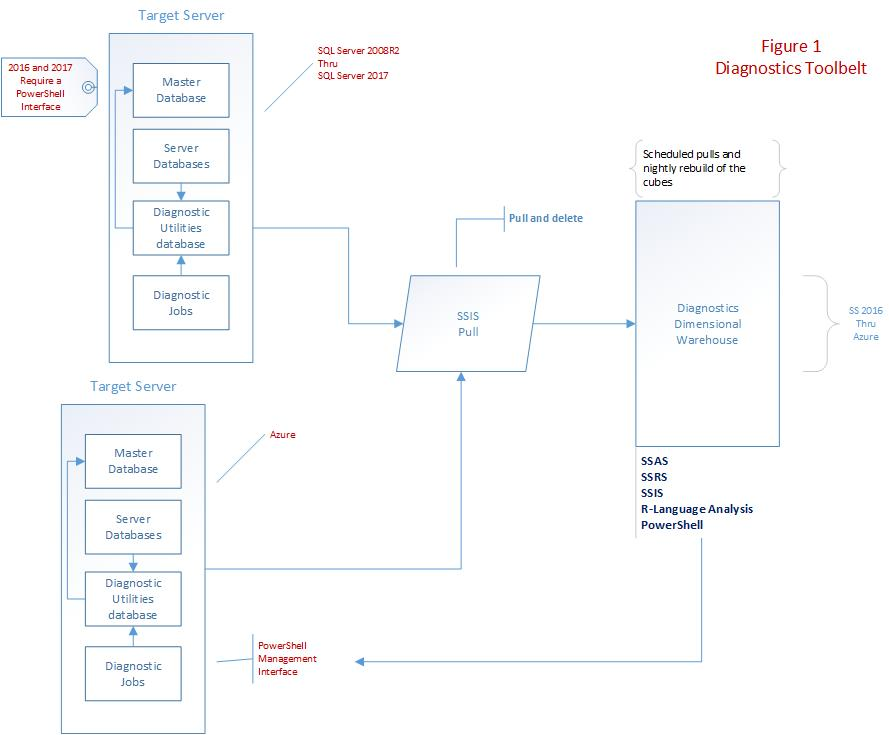 Target Server
2016 and 2017
Require a
PowerShell
Interface
Master
Database
Server
Databases
Diagnostic
Utilities
database
Diagnostic
Jobs
SQL Server 2008R2
Thru
SQL Server 2017
Figure 1
Diagnostics Toolbelt
Scheduled pulls and
nightly rebuild of the
cubes
Pull and delete
SSIS
Pull
Diagnostics
Dimensional
Warehouse
SS 2016
Thru
Azure
Target Server
Master
Database
Server
Databases
Diagnostic
Utilities
database
Diagnostic
Jobs
Azure
PowerShell
Management
Interface
SSAS
SSRS
SSIS
R-Language Analysis
PowerShell